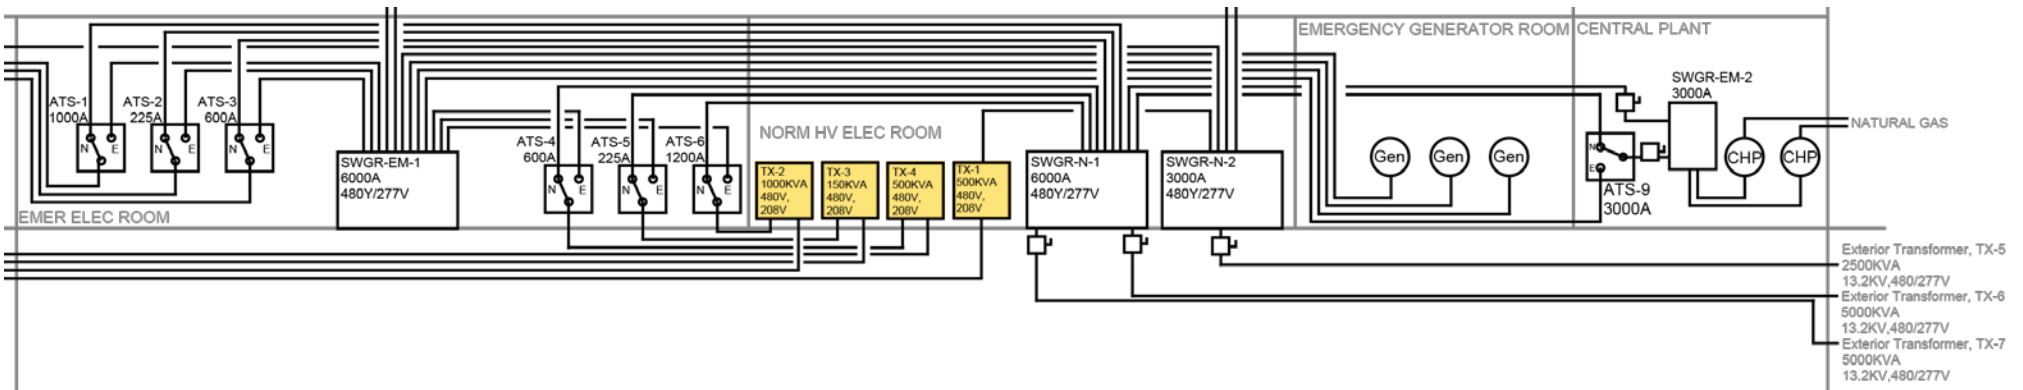 EMERGENCY GENERATOR ROOM
CENTRAL PLANT
ATS-1
1000A
N
E
ATS-2
225A
N
E
ATS-3
600A
N
E
EMER ELEC ROOM
SWGR-EM-1
6000A
480Y/277V
ATS-4
600A
N
E
ATS-5
225A
N
E
ATS-6
1200A
N
E
NORM HV ELEC ROOM
TX-2
1000KVA
480V,
208V
TX-3
150KVA
480V,
208V
TX-4
500KVA
480V,
208V
TX-1
500KVA
480V,
208V
SWGR-N-1
6000A
480Y/277V
SWGR-N-2
3000A
480Y/277V
Gen
Gen
Gen
N
E
ATS-9
3000A
SWGR-EM-2
3000A
CHP
CHP
NATURAL GAS
Exterior Transformer, TX-5
2500KVA
13.2KV,480/277V
Exterior Transformer, TX-6
5000KVA
13.2KV,480/277V
Exterior Transformer, TX-7
5000KVA
13.2KV,480/277V